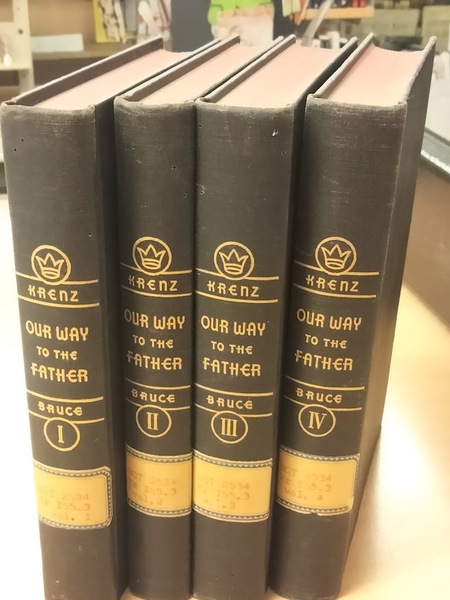 KRENZ
OUR WAY
TO THE
FATHER
BRUCE
I
KRENZ
OUR WAY
TO THE
FATHER
BRUCE
II
KRENZ
OUR WAY
TO THE
FATHER
BRUCE
III
.3
KRENZ
OUR WAY
TO THE
FATHER
BRUCE
IV